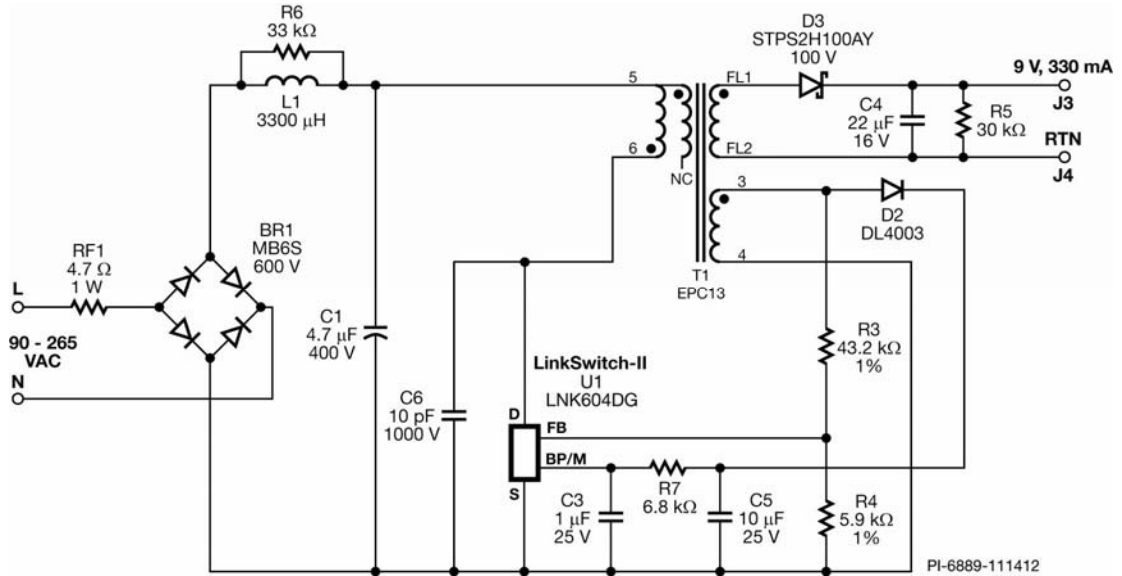 R6
33 kΩ
L1
3300 μH
D3
STPS2H100AY
100 V
9 V, 330 mA
J3
C4
22 μF
16 V
R5
30 kΩ
RTN
J4
5
6
FL1
FL2
NC
3
4
T1
EPC13
D2
DL4003
BR1
MB6S
600 V
RF1
4.7 Ω
1 W
L
90 - 265
VAC
N
C1
4.7 μF
400 V
C6
10 pF
1000 V
LinkSwitch-II
U1
LNK604DG
D
FB
BP/M
S
R3
43.2 kΩ
1%
C3
1 μF
25 V
R7
6.8 kΩ
C5
10 μF
25 V
R4
5.9 kΩ
1%
PI-6889-111412